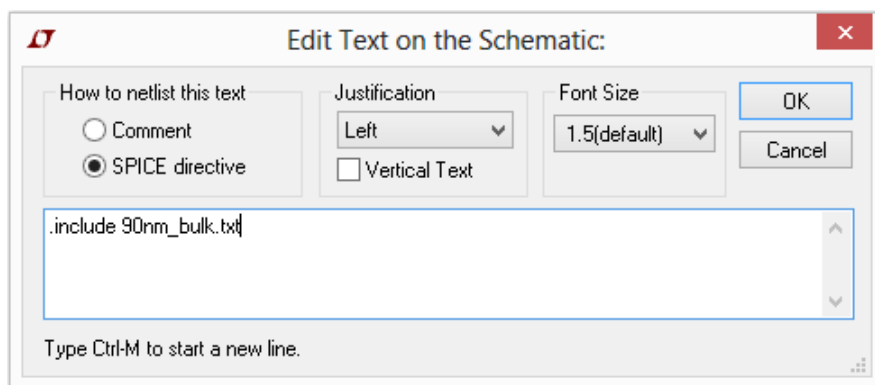 Edit Text on the Schematic:
How to netlist this text
Comment
SPICE directive
Justification
Left
Vertical Text
Font Size
1.5(default)
OK
Cancel
.include 90nm_bulk.txt
Type Ctrl-M to start a new line.